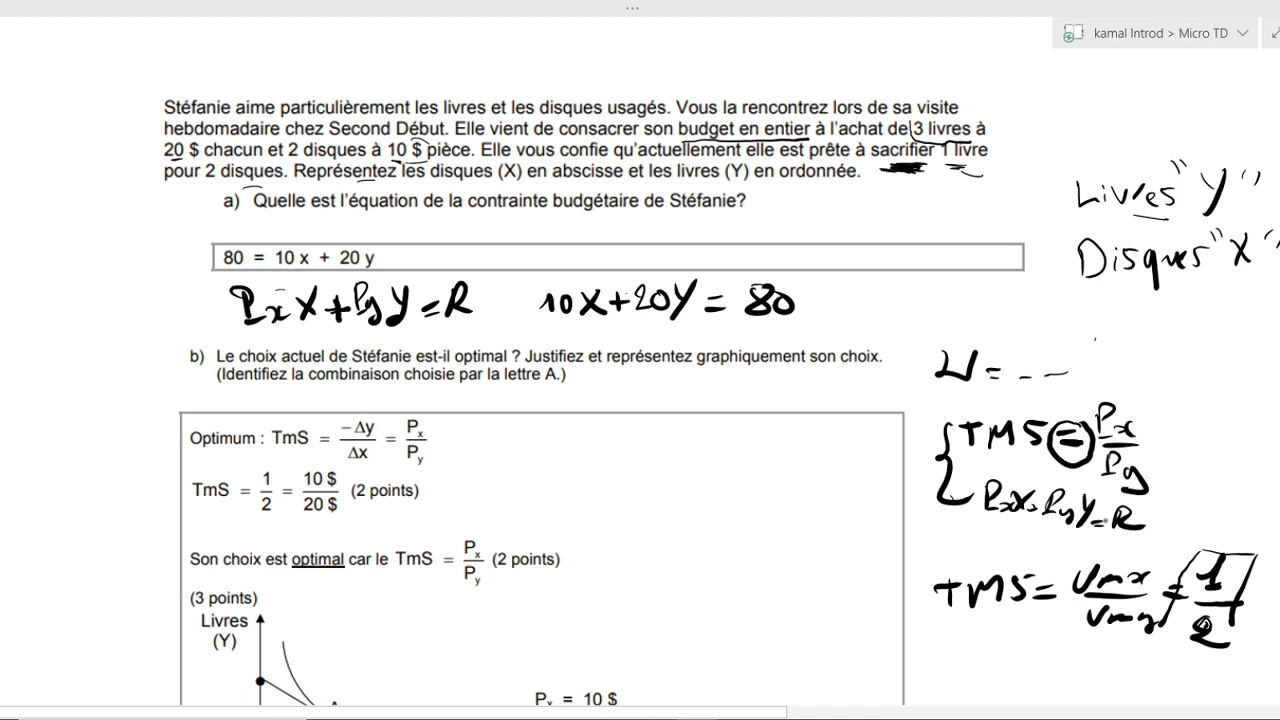 kamal Introd > Micro TD
Stéfanie aime particulièrement les livres et les disques usagés. Vous la rencontrez lors de sa visite
hebdomadaire chez Second Début. Elle vient de consacrer son budget en entier à l'achat de 3 livres à
20 $ chacun et 2 disques à 10 $ pièce. Elle vous confie qu'actuellement elle est prête à sacrifier 1 livre
pour 2 disques. Représentez les disques (X) en abscisse et les livres (Y) en ordonnée.
Livres "Y"
a) Quelle est l'équation de la contrainte budgétaire de Stéfanie?
Disques "X"
80 = 10 x + 20 y
PxX+PyY=R 10X+20Y=80
b) Le choix actuel de Stéfanie est-il optimal ? Justifiez et représentez graphiquement son choix.
(Identifiez la combinaison choisie par la lettre A.)
U=...
Optimum : TmS = −Δy/Δx = Px/Py
TMS=Px/Py
TmS = 1/2 = 10 $/20 $ (2 points)
PxX+PyY=R
Son choix est optimal car le TmS = Px/Py (2 points)
TMS=Umx/Umy=1/2
(3 points)
Livres
(Y)
Px = 10 $